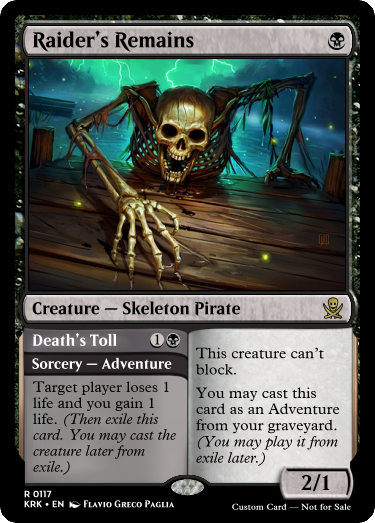 Raider's Remains
Creature — Skeleton Pirate
Death's Toll 1
Sorcery — Adventure
Target player loses 1
life and you gain 1
life. (Then exile this
card. You may cast the
creature later from
exile.)
This creature can't
block.
You may cast this
card as an Adventure
from your graveyard.
(You may play it from
exile later.)
2/1
R 0117
KRK • EN Flavio Greco Paglia
Custom Card — Not for Sale